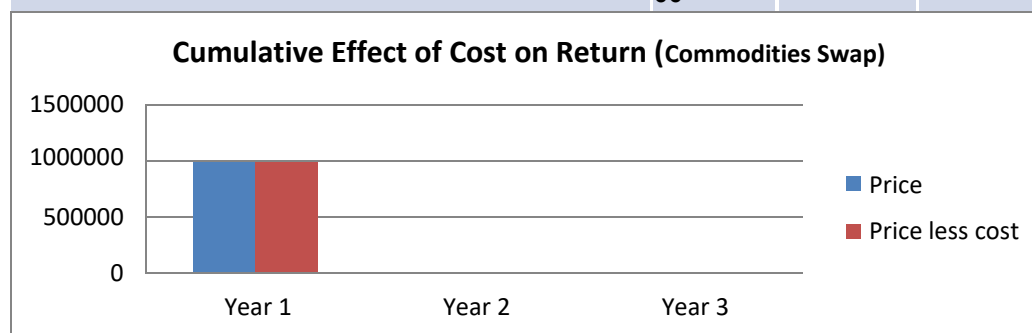 Cumulative Effect of Cost on Return (Commodities Swap)
1500000
1000000
500000
0
Year 1 Year 2 Year 3
Price
Price less cost